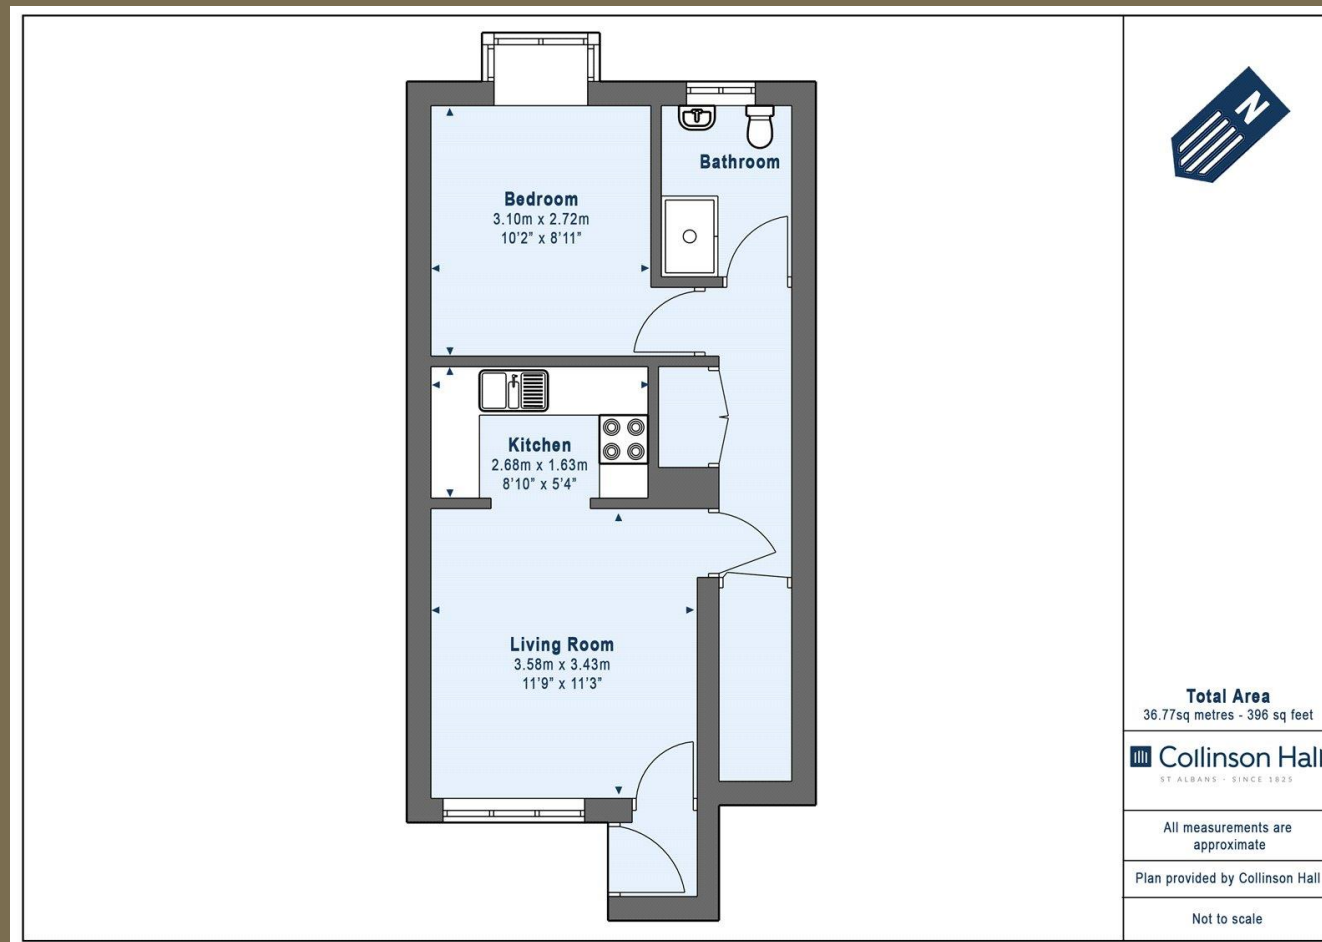 N
Bathroom
Bedroom
3.10m x 2.72m
10'2" x 8'11"
Kitchen
2.68m x 1.63m
8'10" x 5'4"
Living Room
3.58m x 3.43m
11'9" x 11'3"
Total Area
36.77sq metres - 396 sq feet
Collinson Hall
ST ALBANS - SINCE 1825
All measurements are
approximate
Plan provided by Collinson Hall
Not to scale